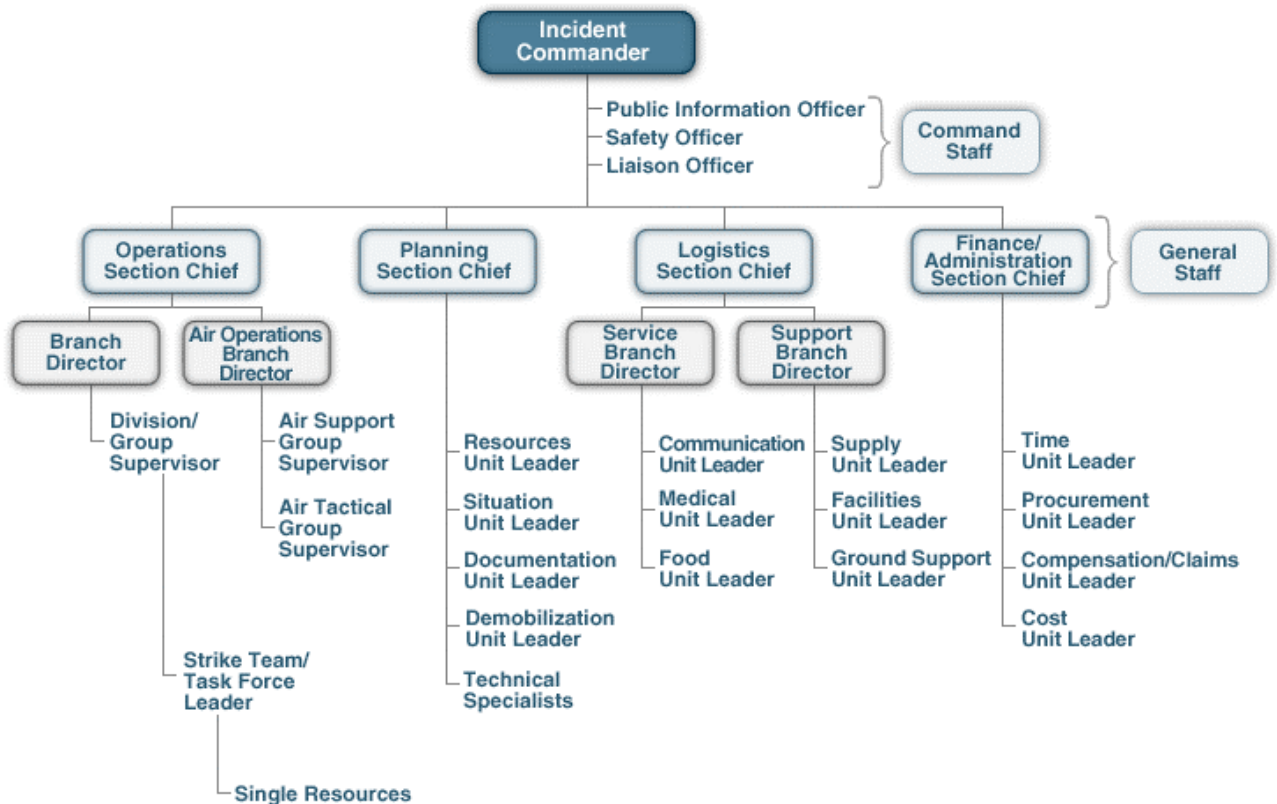 Incident
Commander
Public Information Officer
Safety Officer
Liaison Officer
Command
Staff
Operations
Section Chief
Planning
Section Chief
Logistics
Section Chief
Finance/
Administration
Section Chief
General
Staff
Branch
Director
Air Operations
Branch
Director
Service
Branch
Director
Support
Branch
Director
Division/
Group
Supervisor
Air Support
Group
Supervisor
Air Tactical
Group
Supervisor
Strike Team/
Task Force
Leader
Single Resources
Resources
Unit Leader
Situation
Unit Leader
Documentation
Unit Leader
Demobilization
Unit Leader
Technical
Specialists
Communication
Unit Leader
Medical
Unit Leader
Food
Unit Leader
Supply
Unit Leader
Facilities
Unit Leader
Ground Support
Unit Leader
Time
Unit Leader
Procurement
Unit Leader
Compensation/Claims
Unit Leader
Cost
Unit Leader